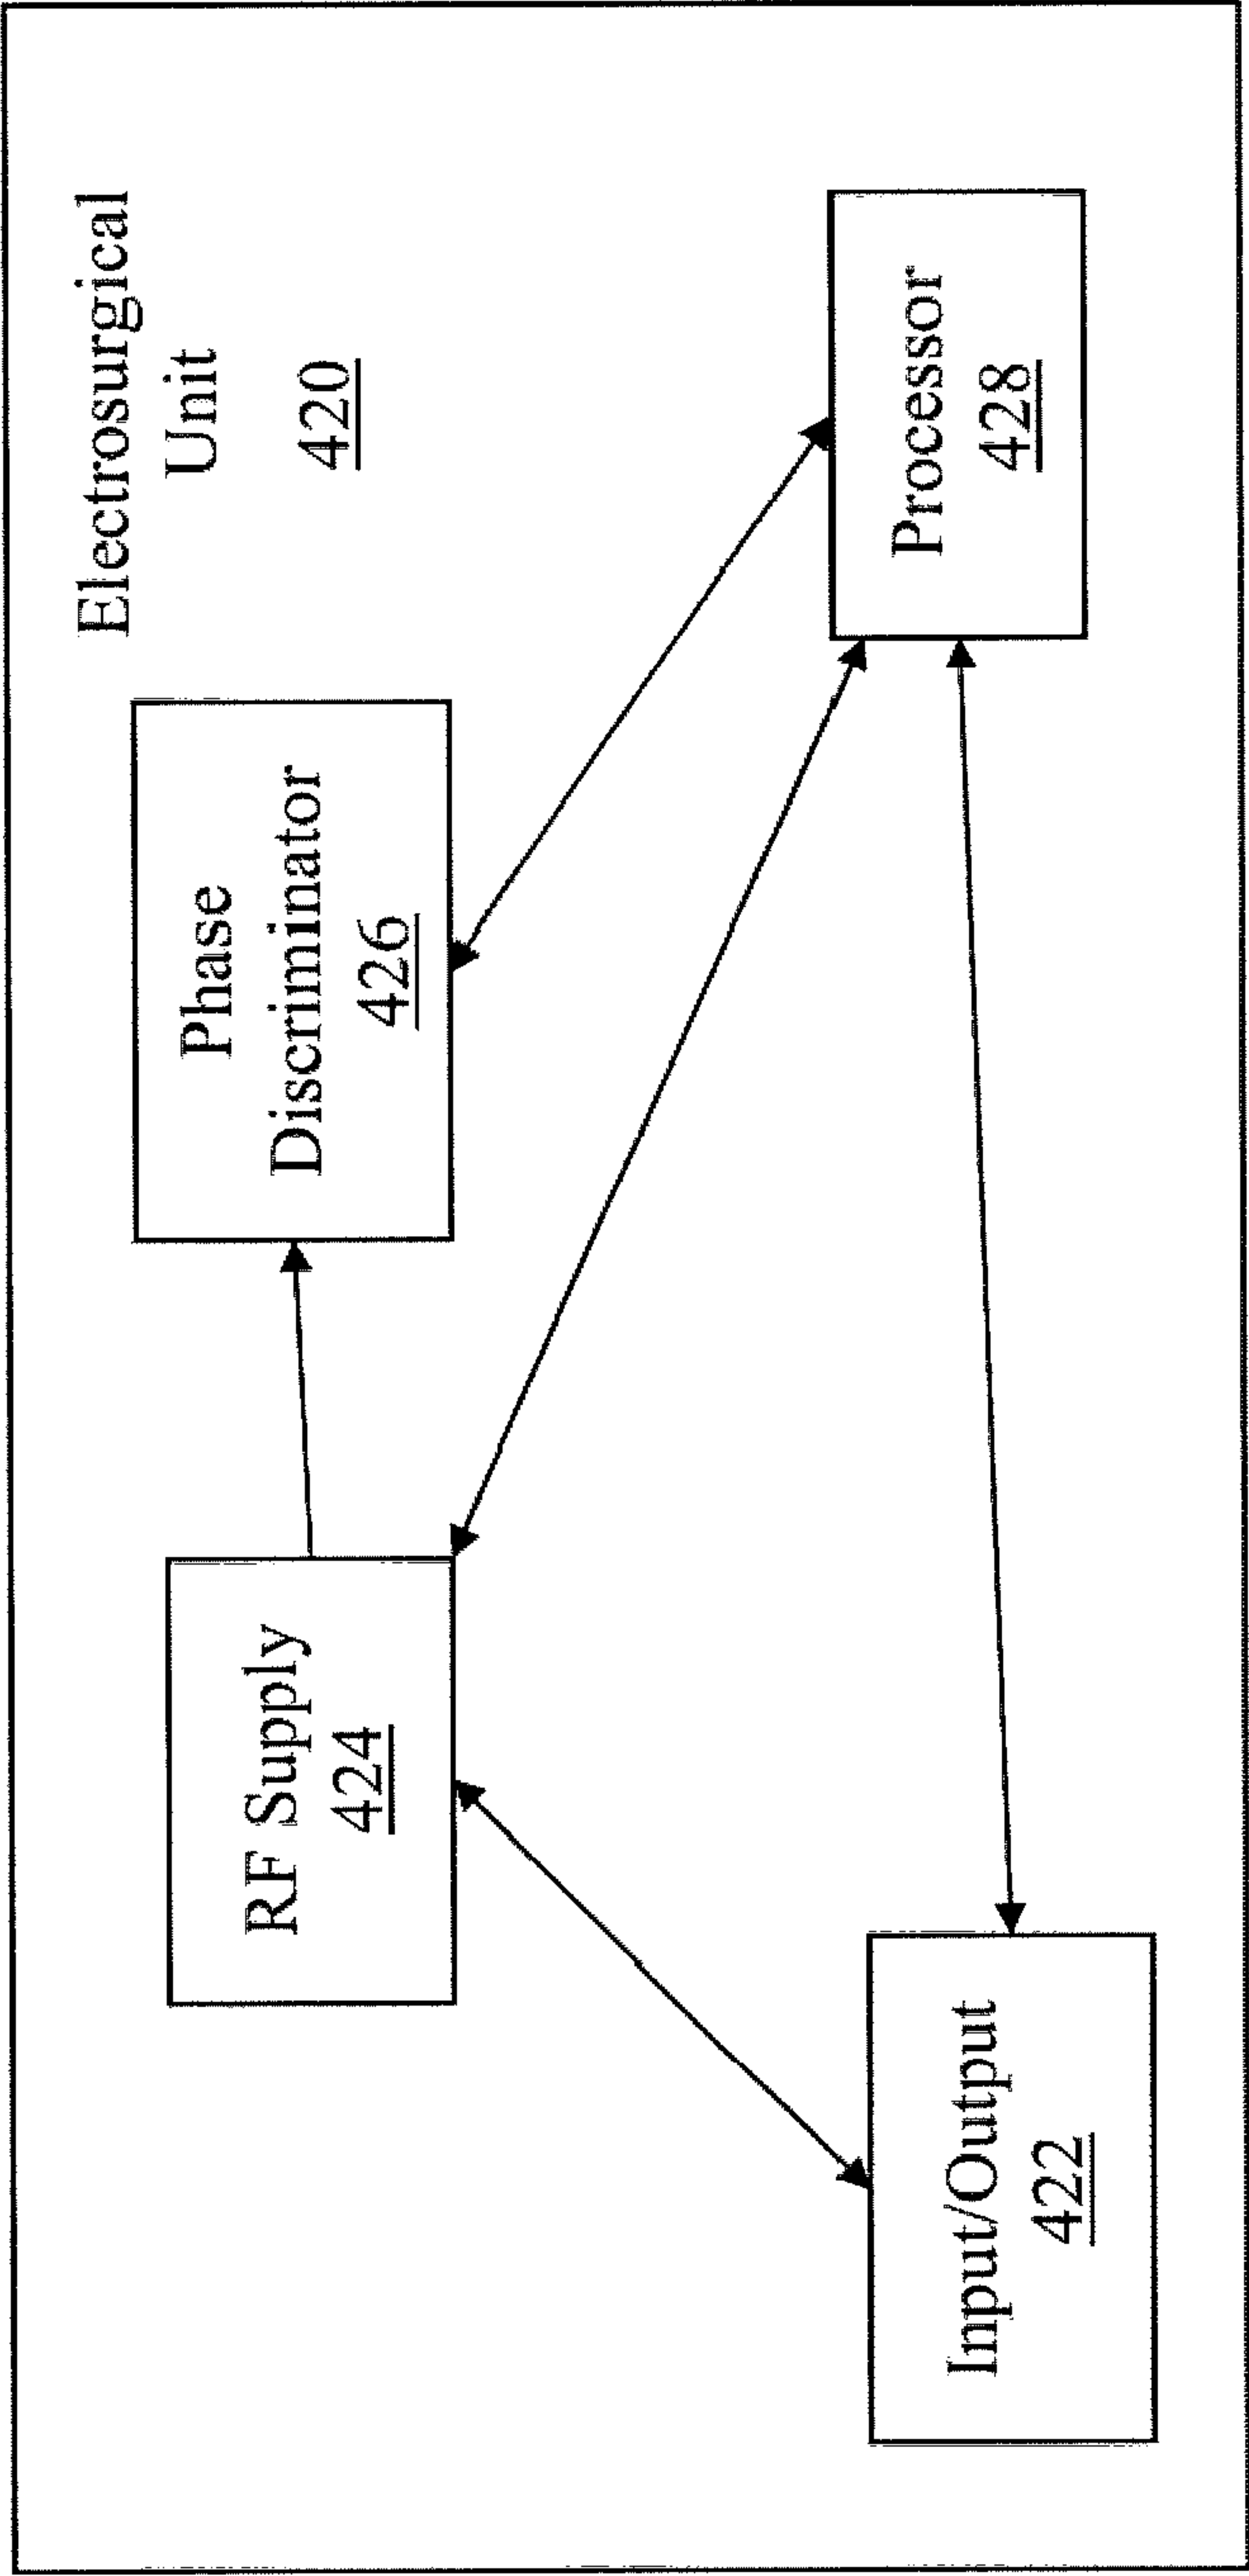 Electrosurgical
Unit
420
Phase
Discriminator
426
RF Supply
424
Processor
428
Input/Output
422